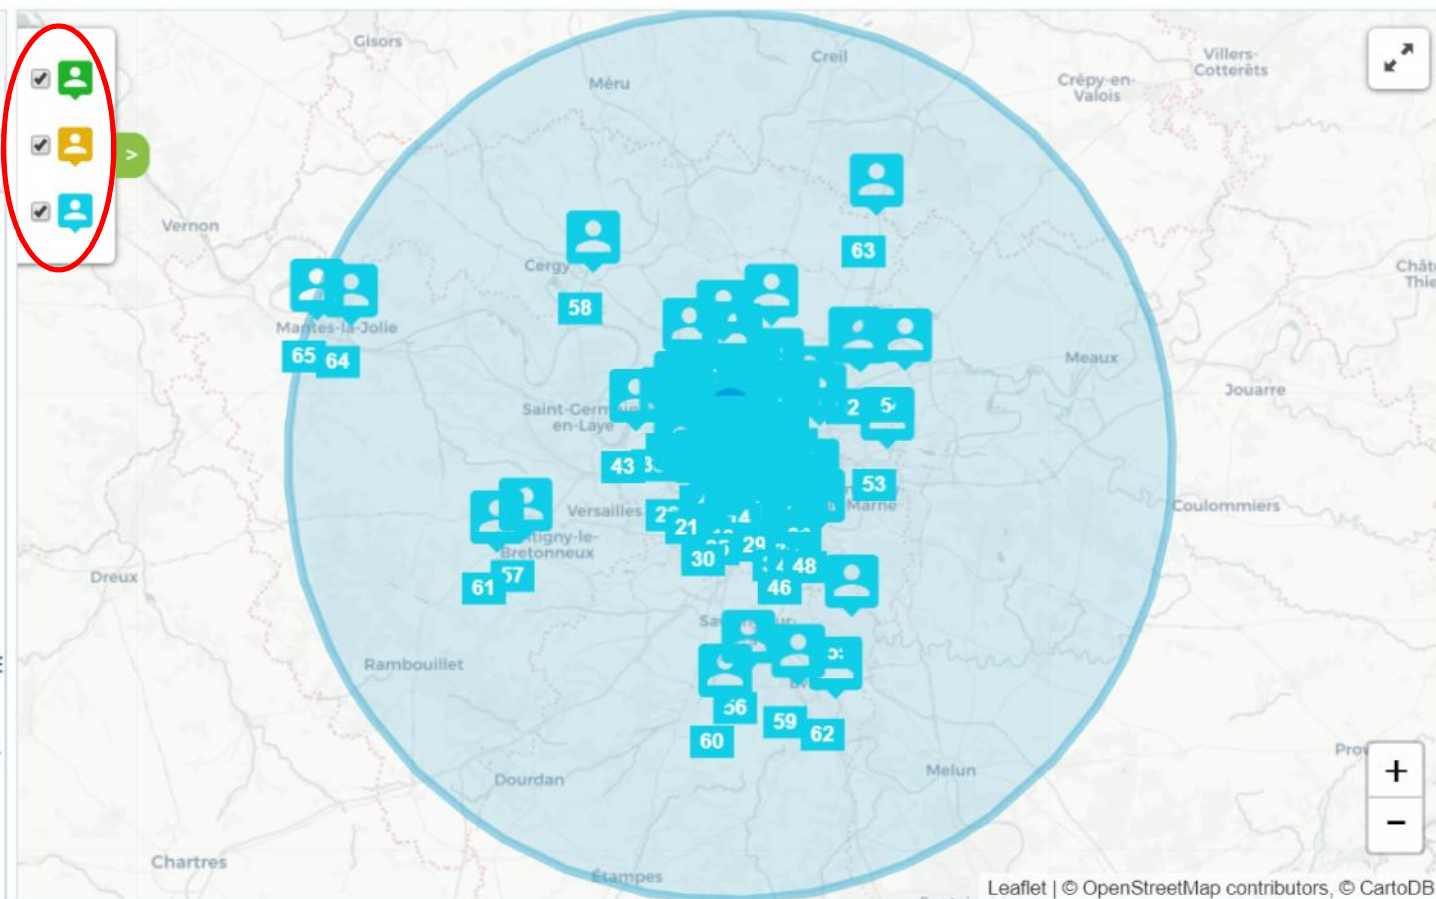 Gisors
Creil
Villers-
Cotterêts
Méru
Crépy-en-
Valois
>
Vernon
63
Cergy
58
Mantes-la-Jolie
65
64
Meaux
Jouarre
Saint-Germain
en-Laye
43
53
Versailles
Marne
Coulommiers
21
14
29
30
48
46
Bretonneux
57
61
Dreux
Rambouillet
56
59
62
60
Melun
Dourdan
+
−
Chartres
Étampes
Leaflet | © OpenStreetMap contributors, © CartoDB